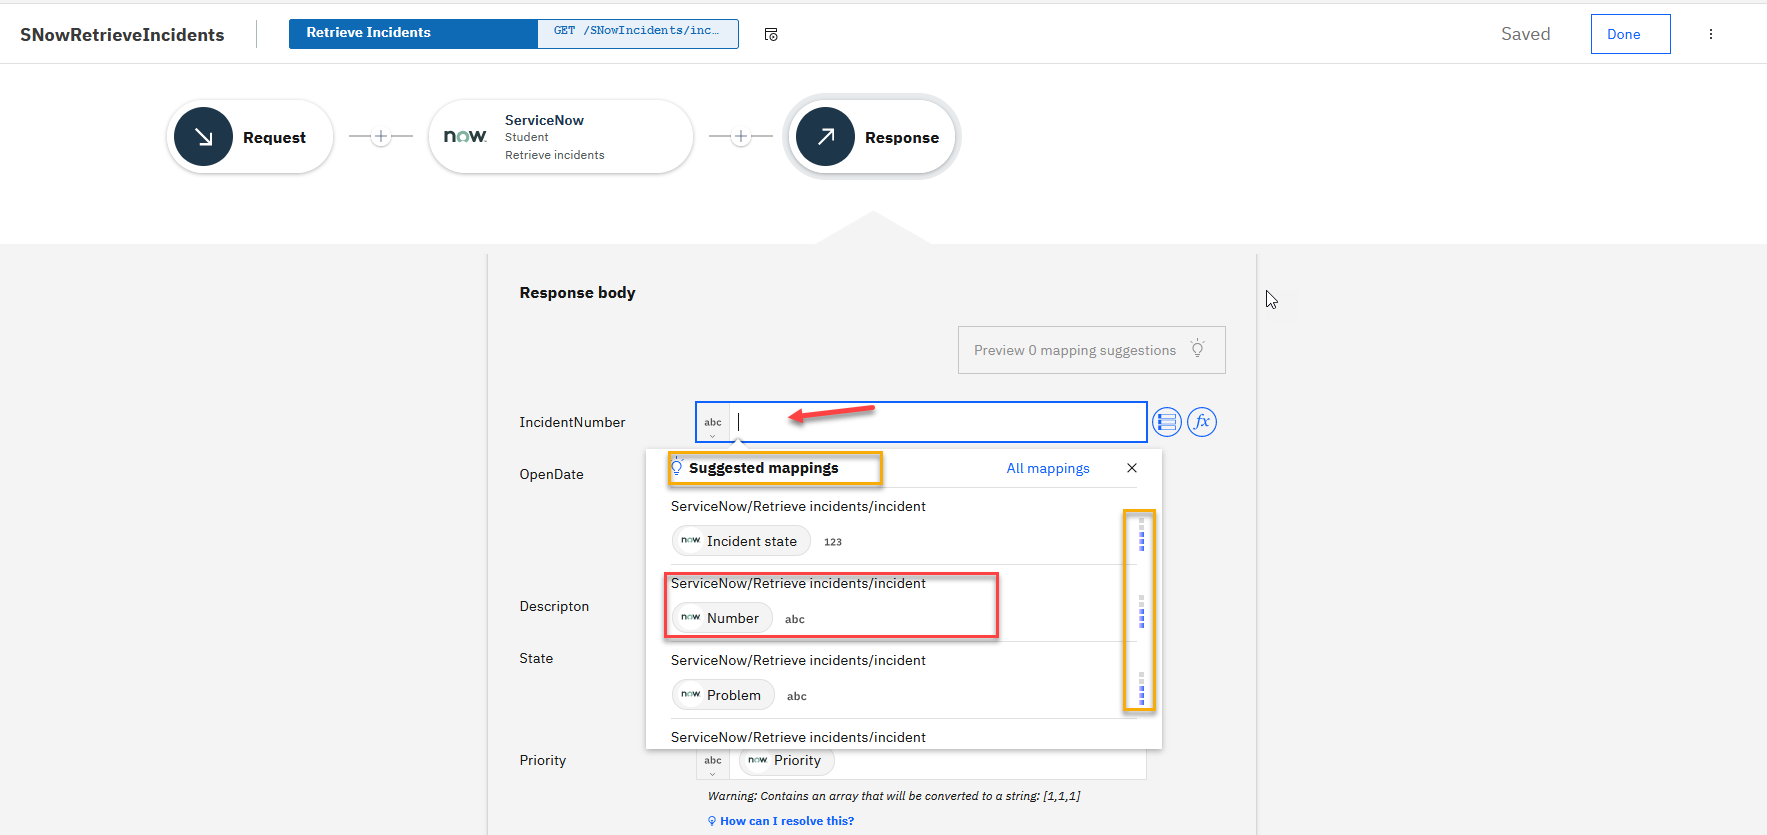 SNowRetrieveIncidents
Retrieve Incidents
GET /SNowIncidents/inc…
Saved
Done
Request
now
ServiceNow
Student
Retrieve incidents
Response
Response body
Preview 0 mapping suggestions
IncidentNumber
abc
fx
Suggested mappings
All mappings
OpenDate
ServiceNow/Retrieve incidents/incident
now Incident state 123
ServiceNow/Retrieve incidents/incident
now Number abc
Descripton
State
ServiceNow/Retrieve incidents/incident
now Problem abc
ServiceNow/Retrieve incidents/incident
Priority
abc
now Priority
Warning: Contains an array that will be converted to a string: [1,1,1]
How can I resolve this?